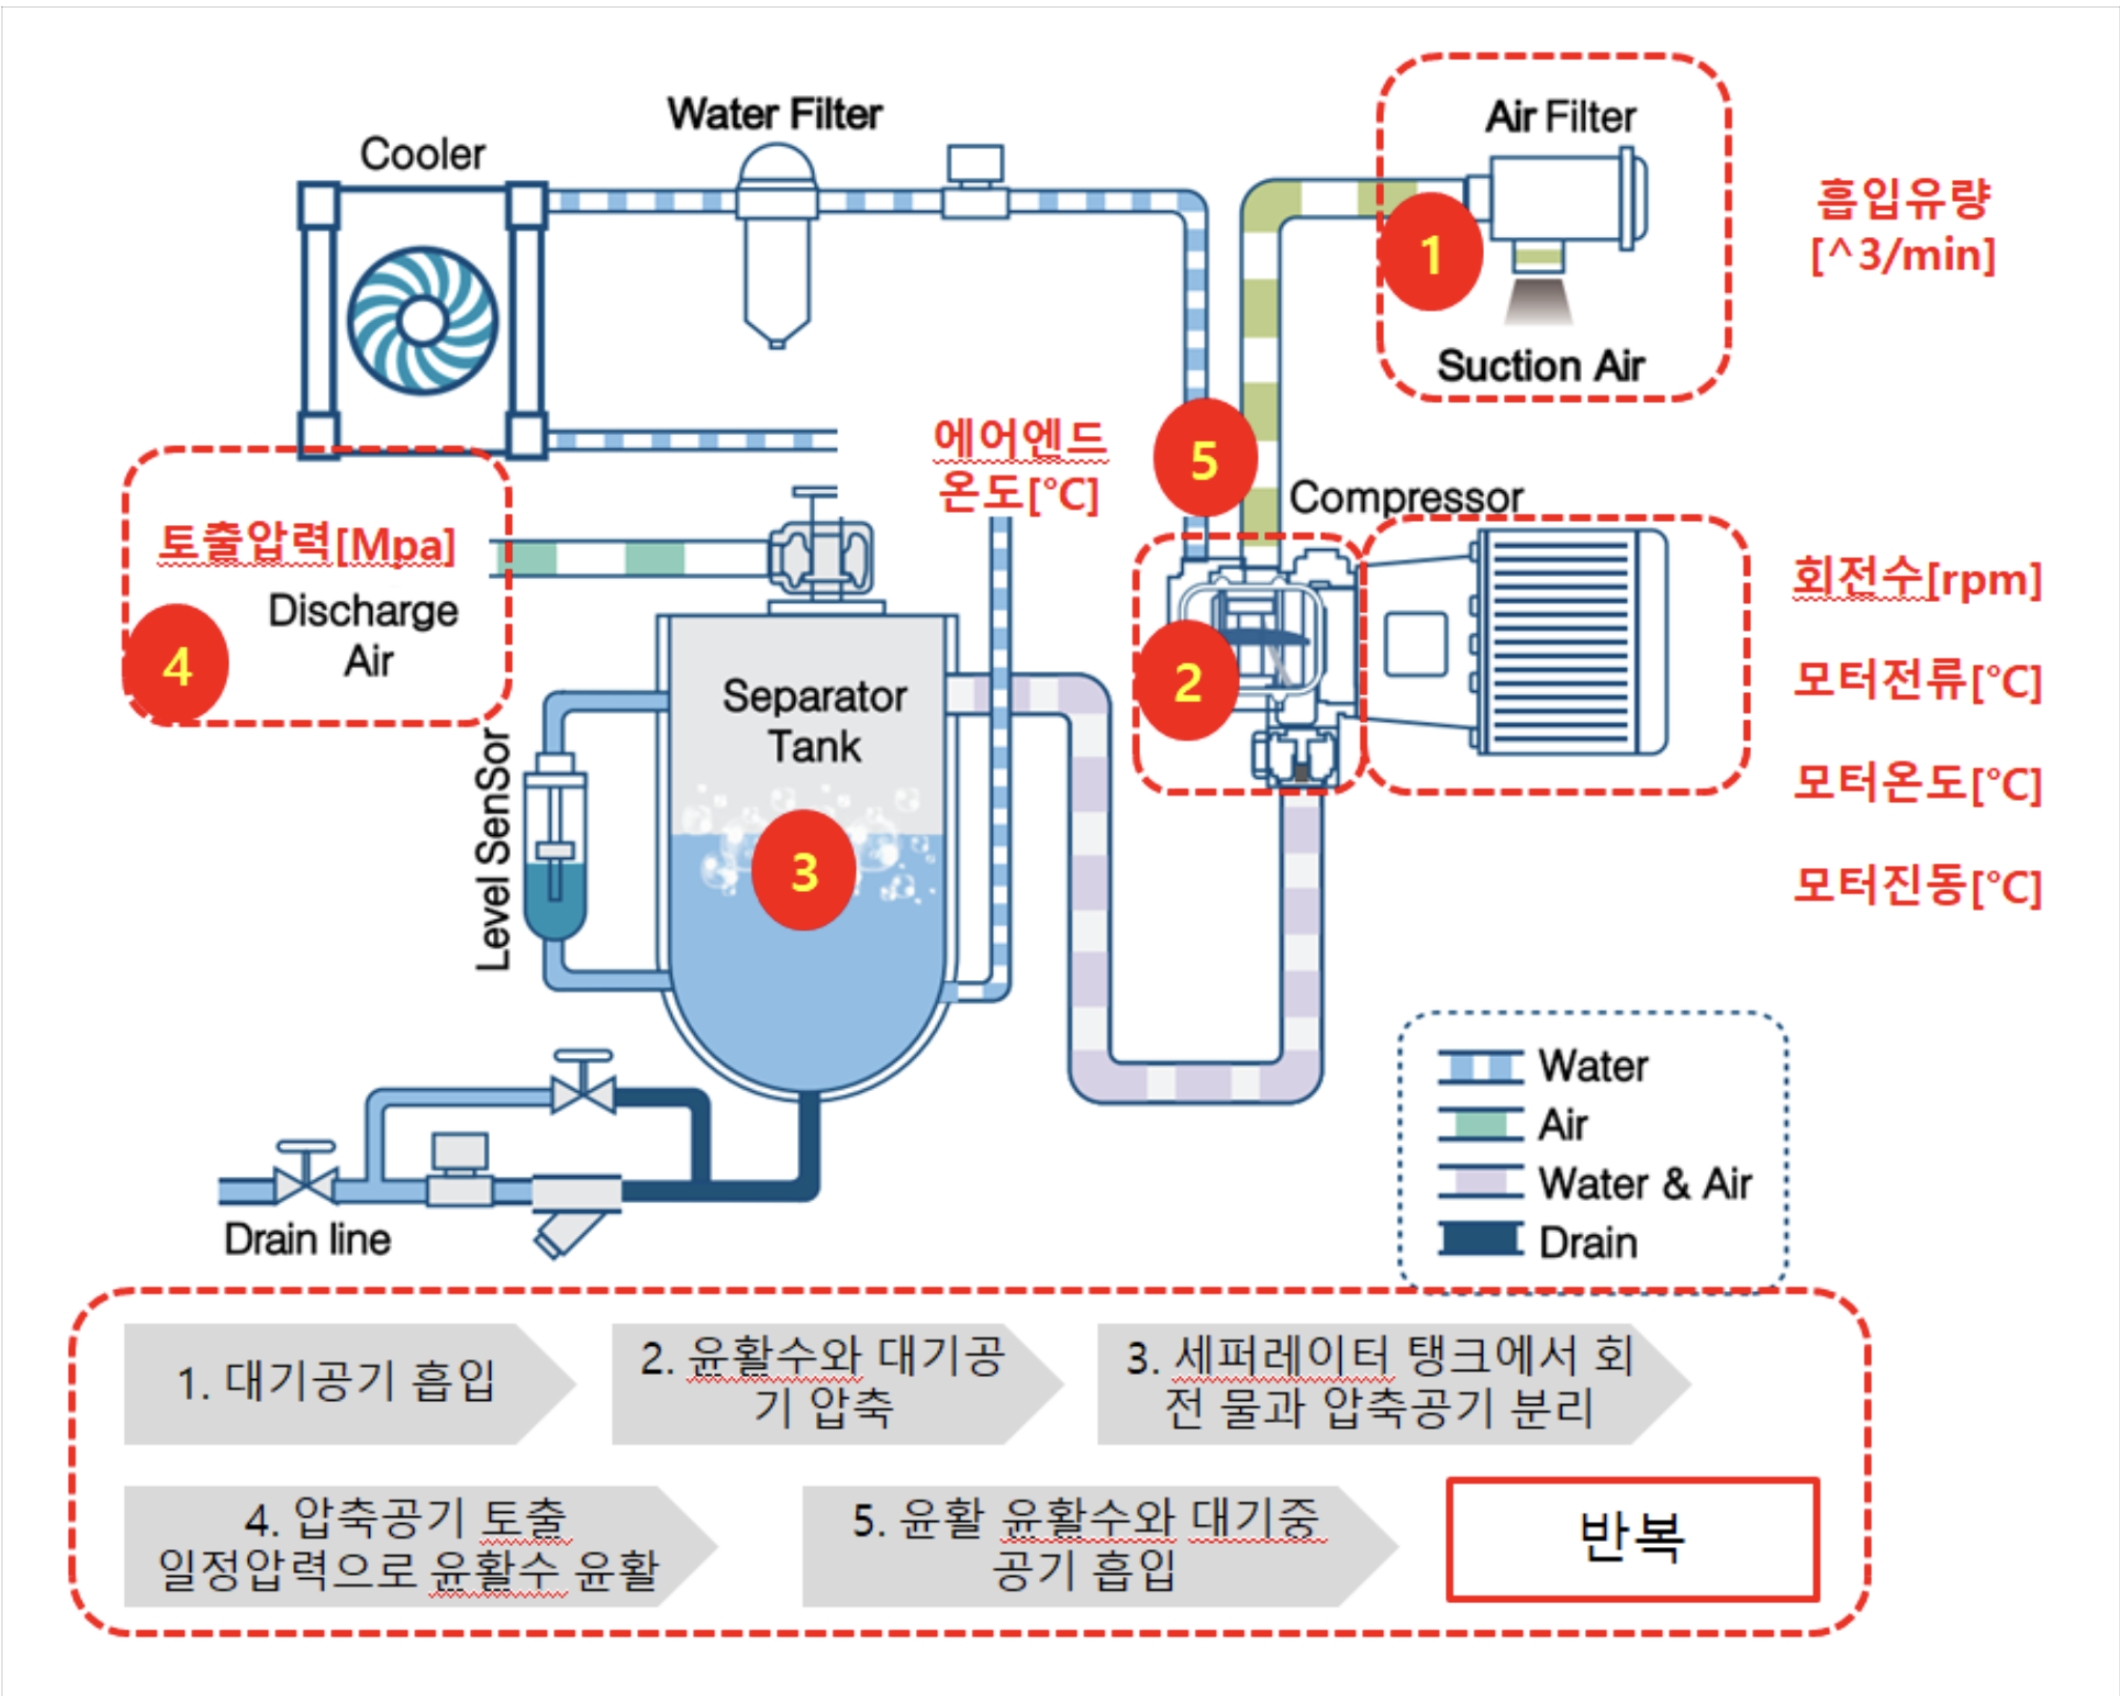 Water Filter
Air Filter
Cooler
흡입유량
[^3/min]
1
Suction Air
에어엔드
온도[℃]
5
Compressor
토출압력[Mpa]
Discharge
Air
4
회전수[rpm]
모터전류[℃]
모터온도[℃]
모터진동[℃]
2
Separator
Tank
3
Level SenSor
Water
Air
Water & Air
Drain
Drain line
1. 대기공기 흡입
2. 윤활수와 대기공
기 압축
3. 세퍼레이터 탱크에서 회
전 물과 압축공기 분리
4. 압축공기 토출
일정압력으로 윤활수 윤활
5. 윤활 윤활수와 대기중
공기 흡입
반복